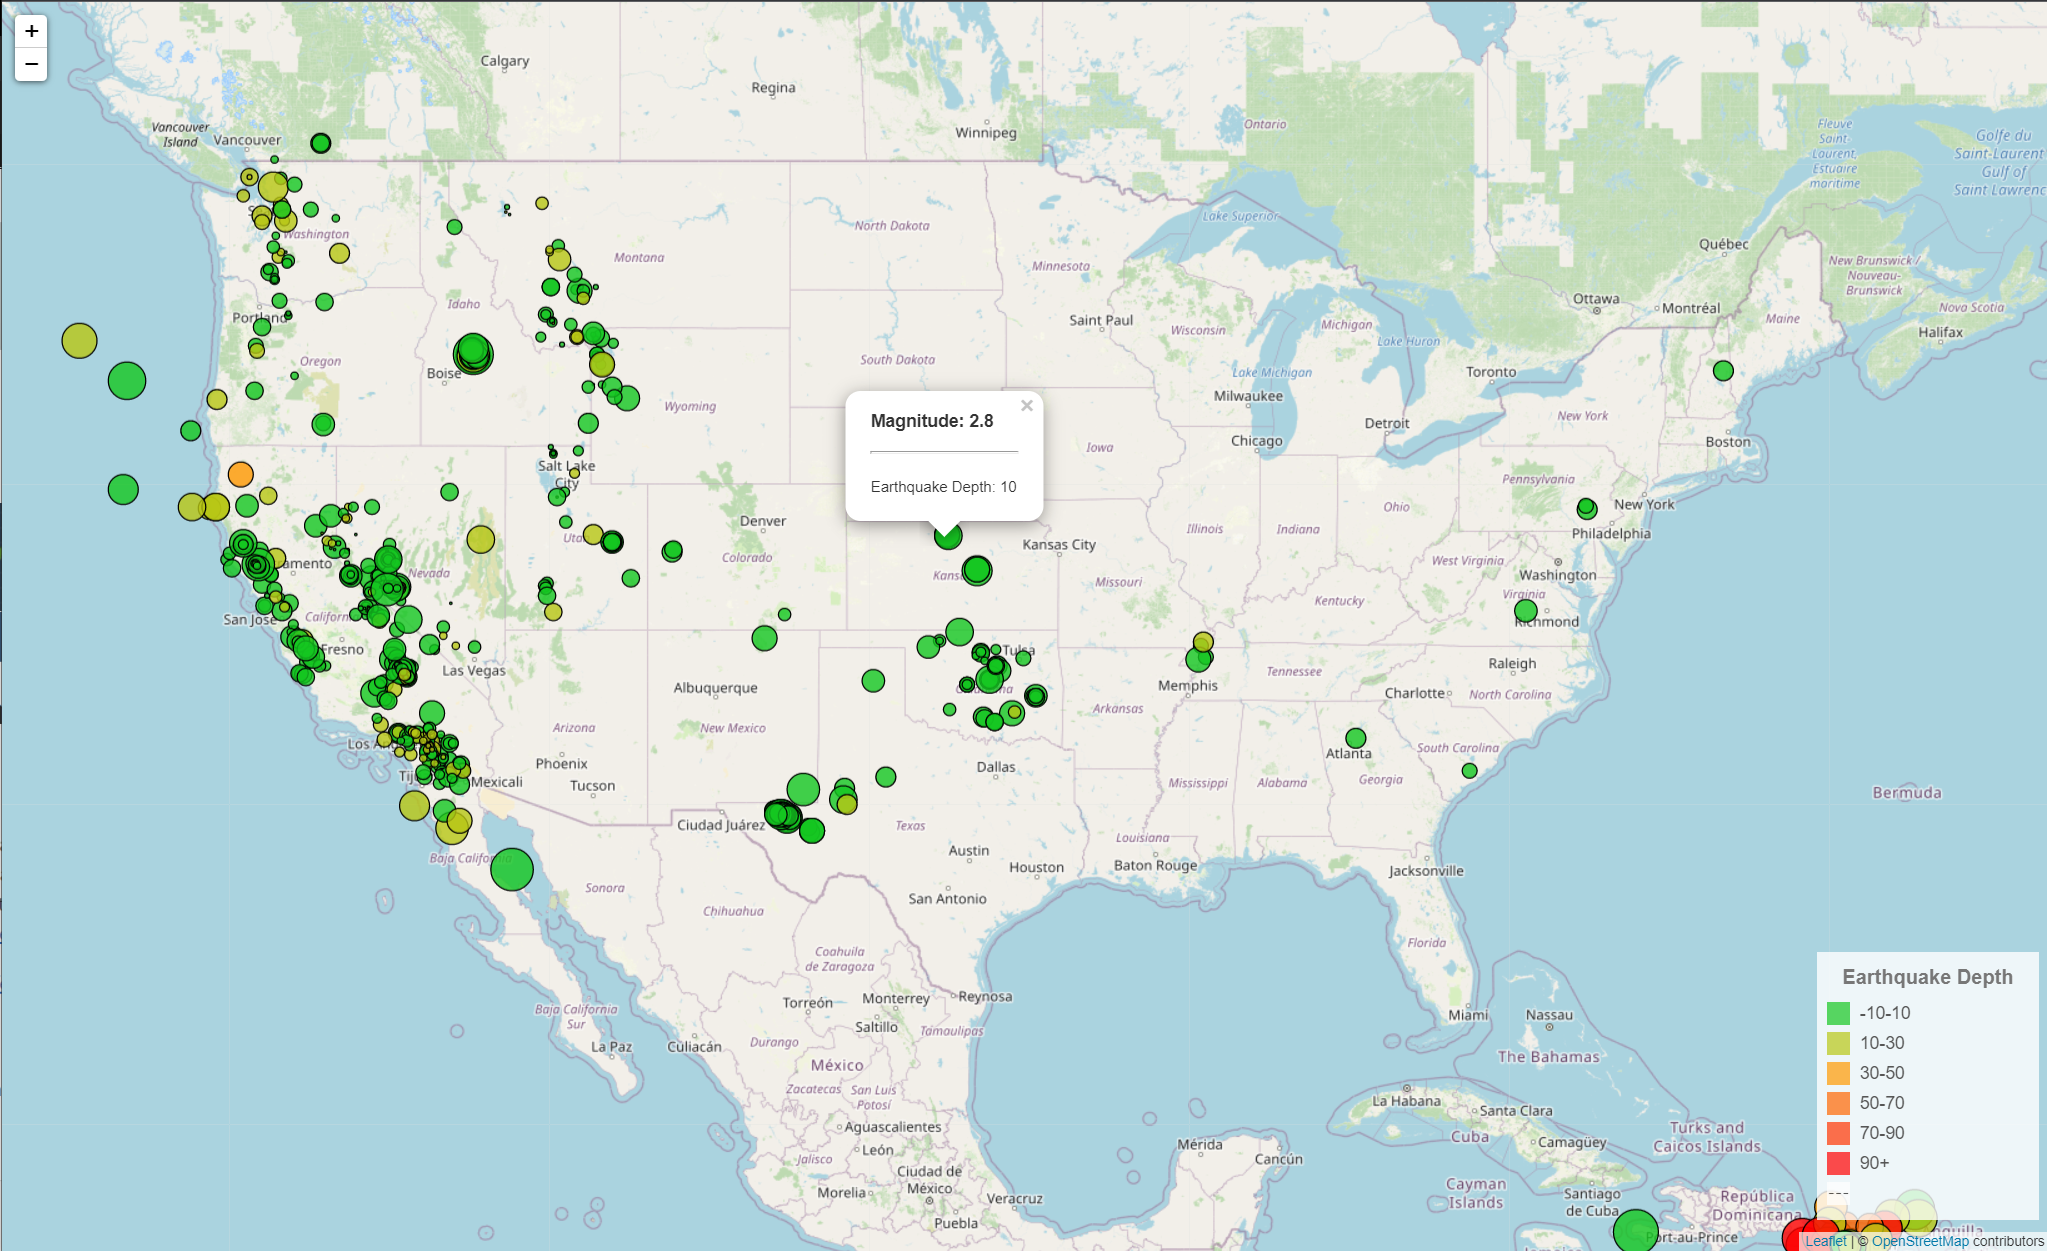 +
−
Calgary
Regina
Winnipeg
Vancouver
Island
Vancouver
Ontario
Fleuve
Saint-
Laurent,
Estuaire
maritime
Golfe du
Saint-Laurent
Gulf of
Saint Lawrenc
Washington
Montana
North Dakota
Minnesota
Lake Superior
Québec
New Brunswick /
Nouveau-
Brunswick
Nova Scotia
Halifax
Ottawa
Montréal
Maine
Portland
Idaho
Oregon
Boise
Saint Paul
Wisconsin
Michigan
Lake Huron
Toronto
South Dakota
Wyoming
Lake Michigan
Milwaukee
Detroit
New York
Boston
Chicago
Iowa
Magnitude: 2.8
×
Earthquake Depth: 10
Salt Lake
City
Pennsylvania
New York
Philadelphia
Ohio
Denver
Colorado
Utah
Kansas City
Illinois
Indiana
West Virginia
Washington
Missouri
Kentucky
Virginia
Richmond
amento
Nevada
San Jose
California
Fresno
Las Vegas
Tulsa
Tennessee
Raleigh
North Carolina
Charlotte
Memphis
Albuquerque
New Mexico
Arizona
Arkansas
Atlanta
South Carolina
Georgia
Phoenix
Tucson
Mexicali
Dallas
Mississippi
Alabama
Bermuda
Ciudad Juárez
Texas
Louisiana
Baton Rouge
Austin
Houston
San Antonio
Jacksonville
Baja California
Sonora
Chihuahua
Coahuila
de Zaragoza
Florida
Torreón
Monterrey
Reynosa
Saltillo
Tamaulipas
Baja California
Sur
La Paz
Culiacán
Durango
México
Zacatecas
San Luis
Potosí
Miami
Nassau
The Bahamas
La Habana
Santa Clara
Cuba
Camagüey
Turks and
Caicos Islands
Aguascalientes
León
Jalisco
Ciudad de
México
Morelia
Veracruz
Puebla
Mérida
Cancún
Cayman
Islands
Santiago
de Cuba
República
Dominicana
Port-au-Prince
Earthquake Depth
-10-10
10-30
30-50
50-70
70-90
90+
---
Leaflet | © OpenStreetMap contributors